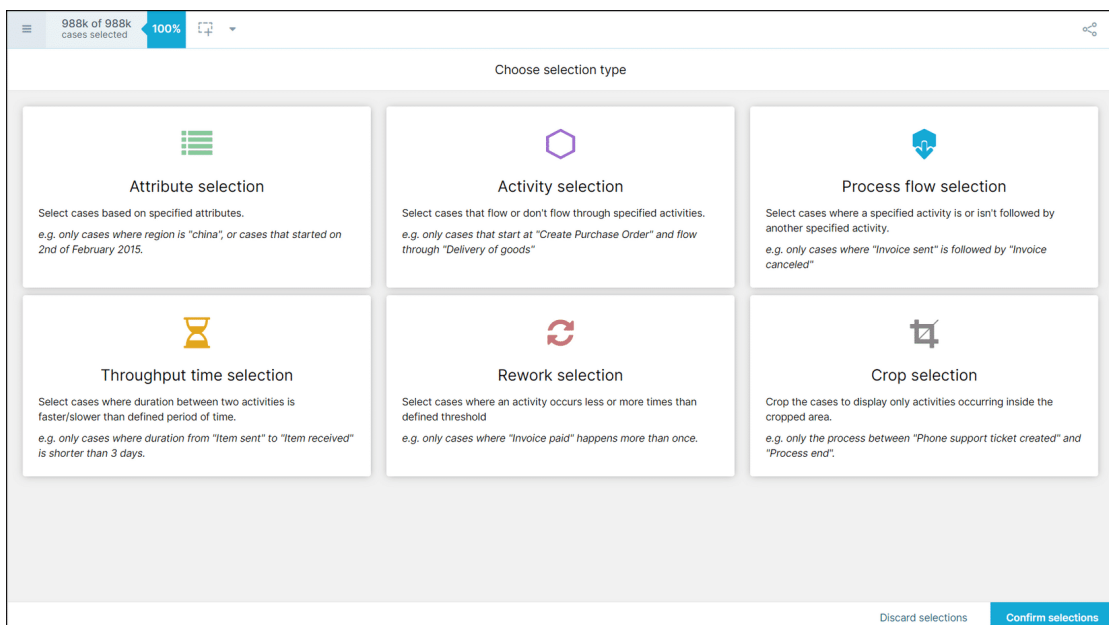 988k of 988k
cases selected
100%
Choose selection type
Attribute selection
Select cases based on specified attributes.
e.g. only cases where region is "china", or cases that started on
2nd of February 2015.
Activity selection
Select cases that flow or don't flow through specified activities.
e.g. only cases that start at "Create Purchase Order" and flow
through "Delivery of goods"
Process flow selection
Select cases where a specified activity is or isn't followed by
another specified activity.
e.g. only cases where "Invoice sent" is followed by "Invoice
canceled"
Throughput time selection
Select cases where duration between two activities is
faster/slower than defined period of time.
e.g. only cases where duration from "Item sent" to "Item received"
is shorter than 3 days.
Rework selection
Select cases where an activity occurs less or more times than
defined threshold
e.g. only cases where "Invoice paid" happens more than once.
Crop selection
Crop the cases to display only activities occurring inside the
cropped area.
e.g. only the process between "Phone support ticket created" and
"Process end".
Discard selections
Confirm selections